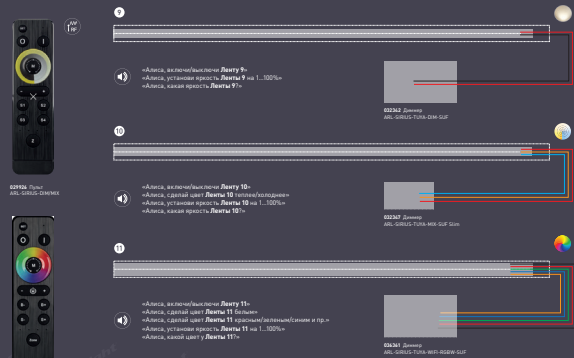 9
RF
«Алиса, включи/выключи Ленту 9»
«Алиса, установи яркость Ленты 9 на 1...100%»
«Алиса, какая яркость Ленты 9?»
032362 Диммер
ARL-SIRIUS-TUYA-DIM-SUF
029926 Пульт
ARL-SIRIUS-DIM/MIX
10
«Алиса, включи/выключи Ленту 10»
«Алиса, сделай цвет Ленты 10 теплее/холоднее»
«Алиса, установи яркость Ленты 10 на 1...100%»
«Алиса, какая яркость Ленты 10?»
032367 Диммер
ARL-SIRIUS-TUYA-MIX-SUF Slim
11
«Алиса, включи/выключи Ленту 11»
«Алиса, сделай цвет Ленты 11 белым»
«Алиса, сделай цвет Ленты 11 красным/зеленым/синим и пр.»
«Алиса, установи яркость Ленты 11 на 1...100%»
«Алиса, какой цвет у Ленты 11?»
036361 Диммер
ARL-SIRIUS-TUYA-WIFI-RGBW-SUF